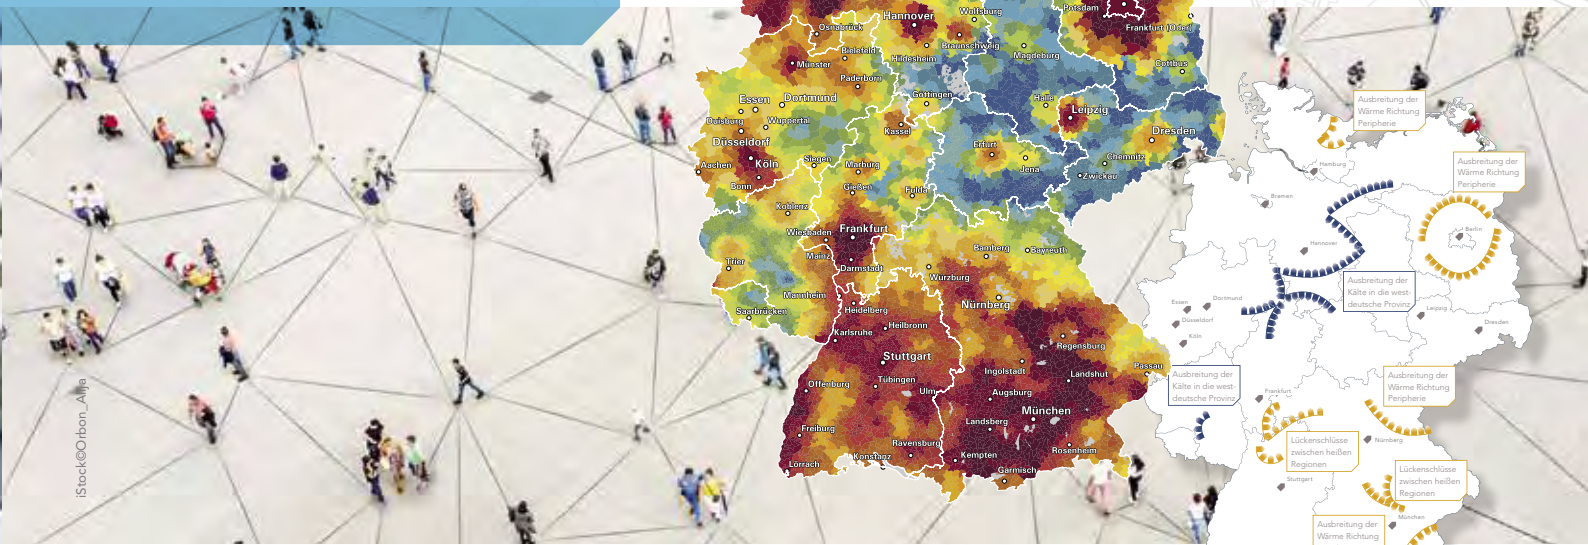 Hannover
Wolfsburg
Potsdam
Osnabrück
Frankfurt (Oder)
Bielefeld
Hildesheim
Braunschweig
Magdeburg
Münster
Cottbus
Paderborn
Essen
Dortmund
Göttingen
Halle
Leipzig
Duisburg
Wuppertal
Kassel
Dresden
Düsseldorf
Erfurt
Chemnitz
Aachen
Köln
Siegen
Marburg
Jena
Zwickau
Bonn
Gießen
Fulda
Koblenz
Wiesbaden
Frankfurt
Bamberg
Bayreuth
Trier
Mainz
Darmstadt
Wurzburg
Mannheim
Nürnberg
Saarbrücken
Heidelberg
Karlsruhe
Heilbronn
Regensburg
Stuttgart
Passau
Offenburg
Tübingen
Ulm
Ingolstadt
Landshut
Augsburg
München
Landsberg
Freiburg
Ravensburg
Rosenheim
Lörrach
Konstanz
Kempten
Garmisch
Ausbreitung der
Wärme Richtung
Peripherie
Hamburg
Ausbreitung der
Wärme Richtung
Peripherie
Bremen
Berlin
Hannover
Ausbreitung der
Kälte in die west-
deutsche Provinz
Essen
Dortmund
Leipzig
Düsseldorf
Dresden
Köln
Ausbreitung der
Kälte in die west-
deutsche Provinz
Ausbreitung der
Wärme Richtung
Peripherie
Frankfurt
Lückenschlüsse
zwischen heißen
Regionen
Nürnberg
Lückenschlüsse
zwischen heißen
Regionen
Stuttgart
München
Ausbreitung der
Wärme Richtung
iStock©Orbon_Alija